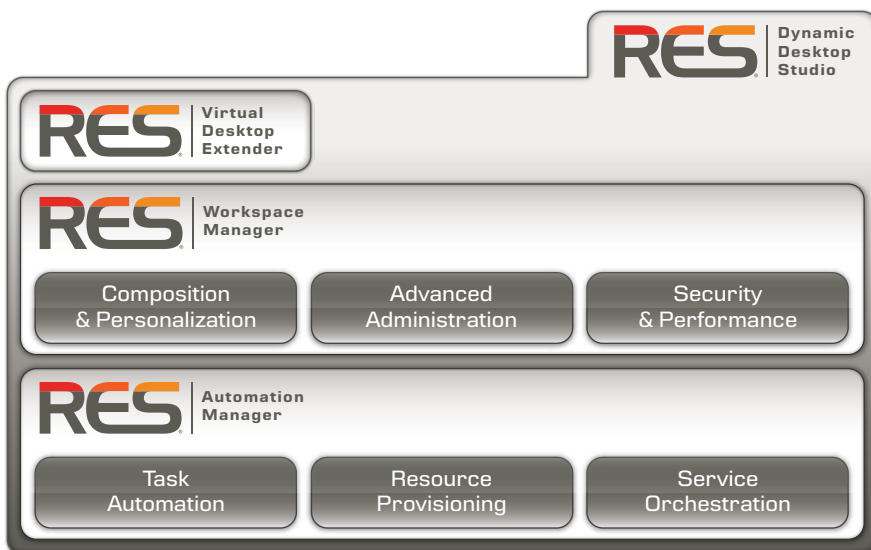 RES Dynamic
Desktop
Studio
RES® Virtual
Desktop
Extender
RES® Workspace
Manager
Composition
& Personalization
Advanced
Administration
Security
& Performance
RES® Automation
Manager
Task
Automation
Resource
Provisioning
Service
Orchestration